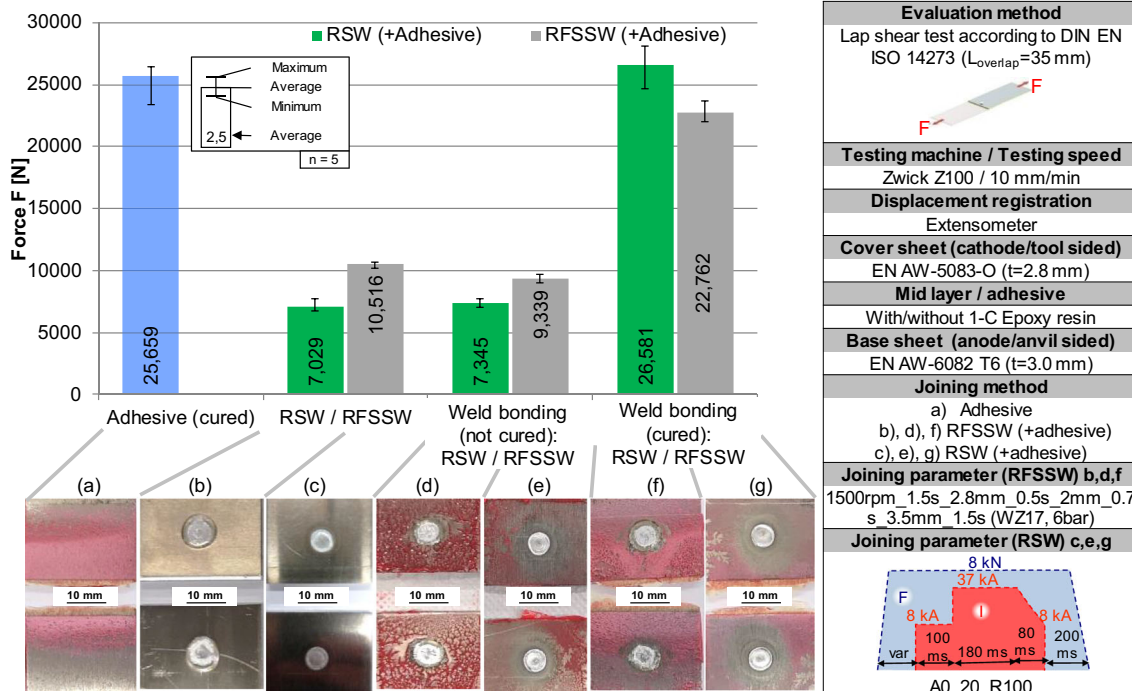 30000
25000
20000
15000
10000
5000
0
Force F [N]
RSW (+Adhesive)
RFSSW (+Adhesive)
Maximum
Average
Minimum
2,5
Average
n = 5
25,659
7,029
10,516
7,345
9,339
26,581
22,762
Adhesive (cured)
RSW / RFSSW
Weld bonding
(not cured):
RSW / RFSSW
Weld bonding
(cured):
RSW / RFSSW
(a)
(b)
(c)
(d)
(e)
(f)
(g)
10 mm
10 mm
10 mm
10 mm
10 mm
10 mm
10 mm
Evaluation method
Lap shear test according to DIN EN
ISO 14273 (Loverlap=35 mm)
F
F
Testing machine / Testing speed
Zwick Z100 / 10 mm/min
Displacement registration
Extensometer
Cover sheet (cathode/tool sided)
EN AW-5083-O (t=2.8 mm)
Mid layer / adhesive
With/without 1-C Epoxy resin
Base sheet (anode/anvil sided)
EN AW-6082 T6 (t=3.0 mm)
Joining method
a) Adhesive
b), d), f) RFSSW (+adhesive)
c), e), g) RSW (+adhesive)
Joining parameter (RFSSW) b,d,f
1500rpm_1.5s_2.8mm_0.5s_2mm_0.7
s_3.5mm_1.5s (WZ17, 6bar)
Joining parameter (RSW) c,e,g
8 kN
37 kA
F
I
8 kA
8 kA
var
100
ms
180 ms
80
ms
200
ms
A0_20_R100